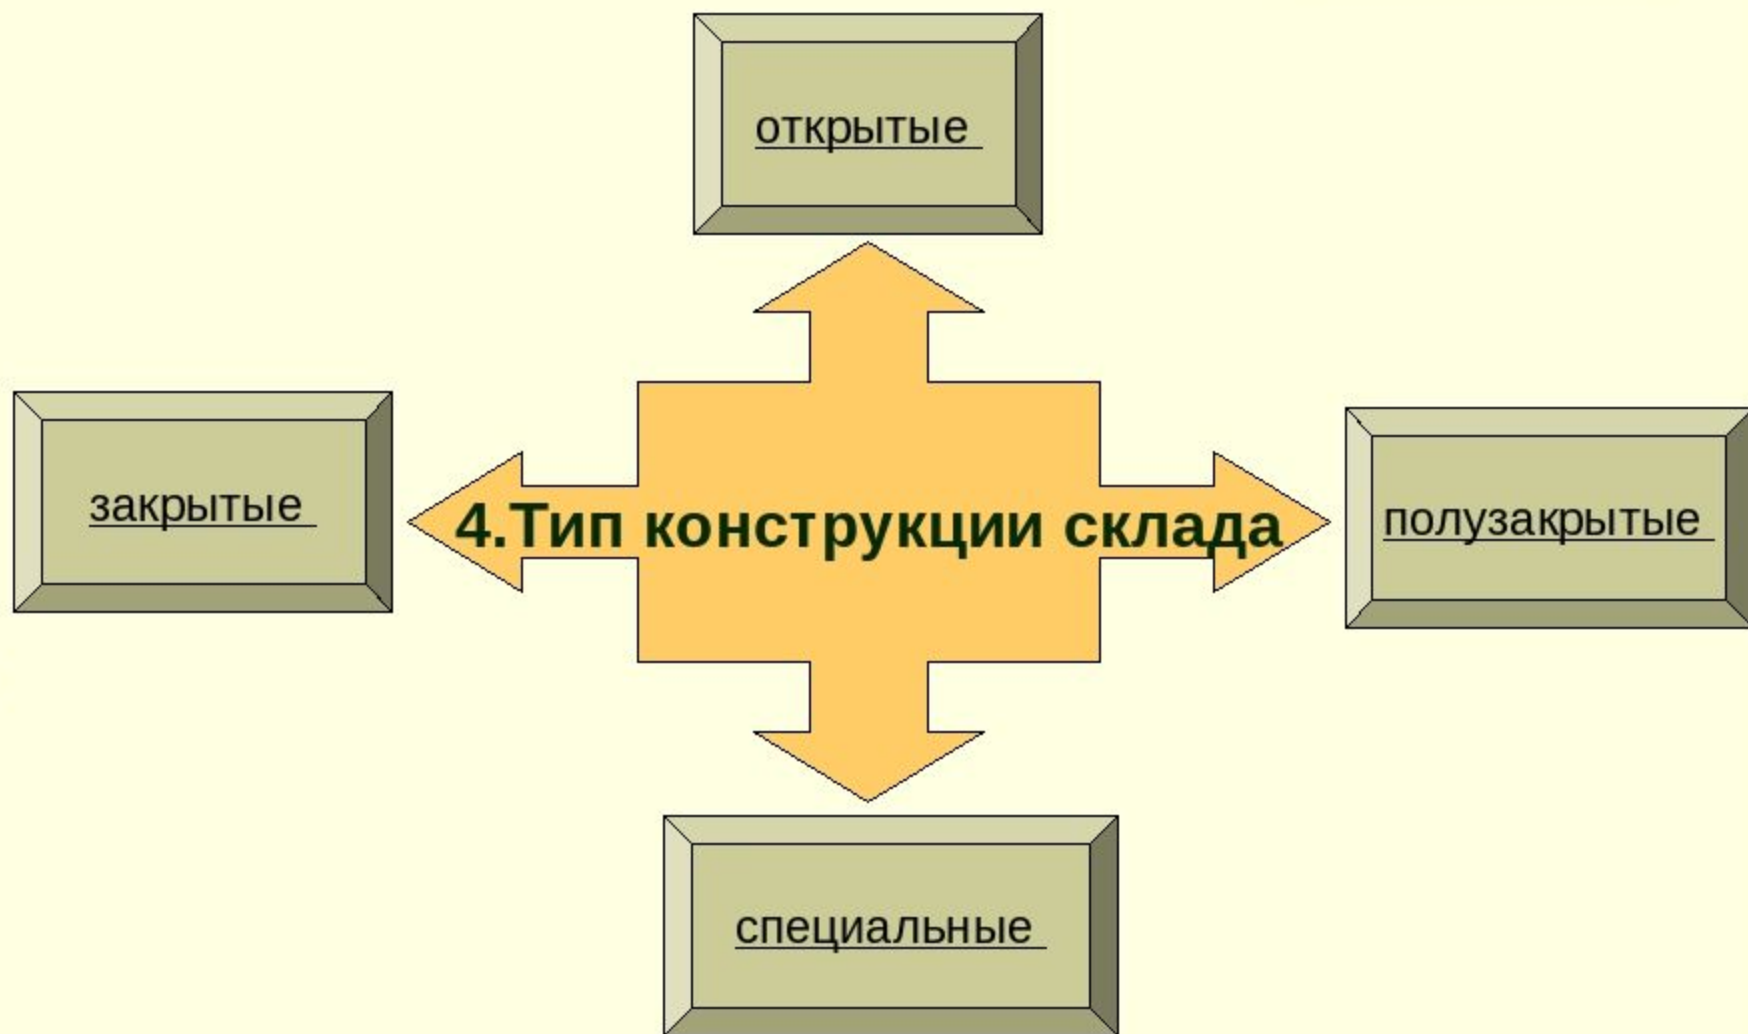 открытые
закрытые
4.Тип конструкции склада
полузакрытые
специальные